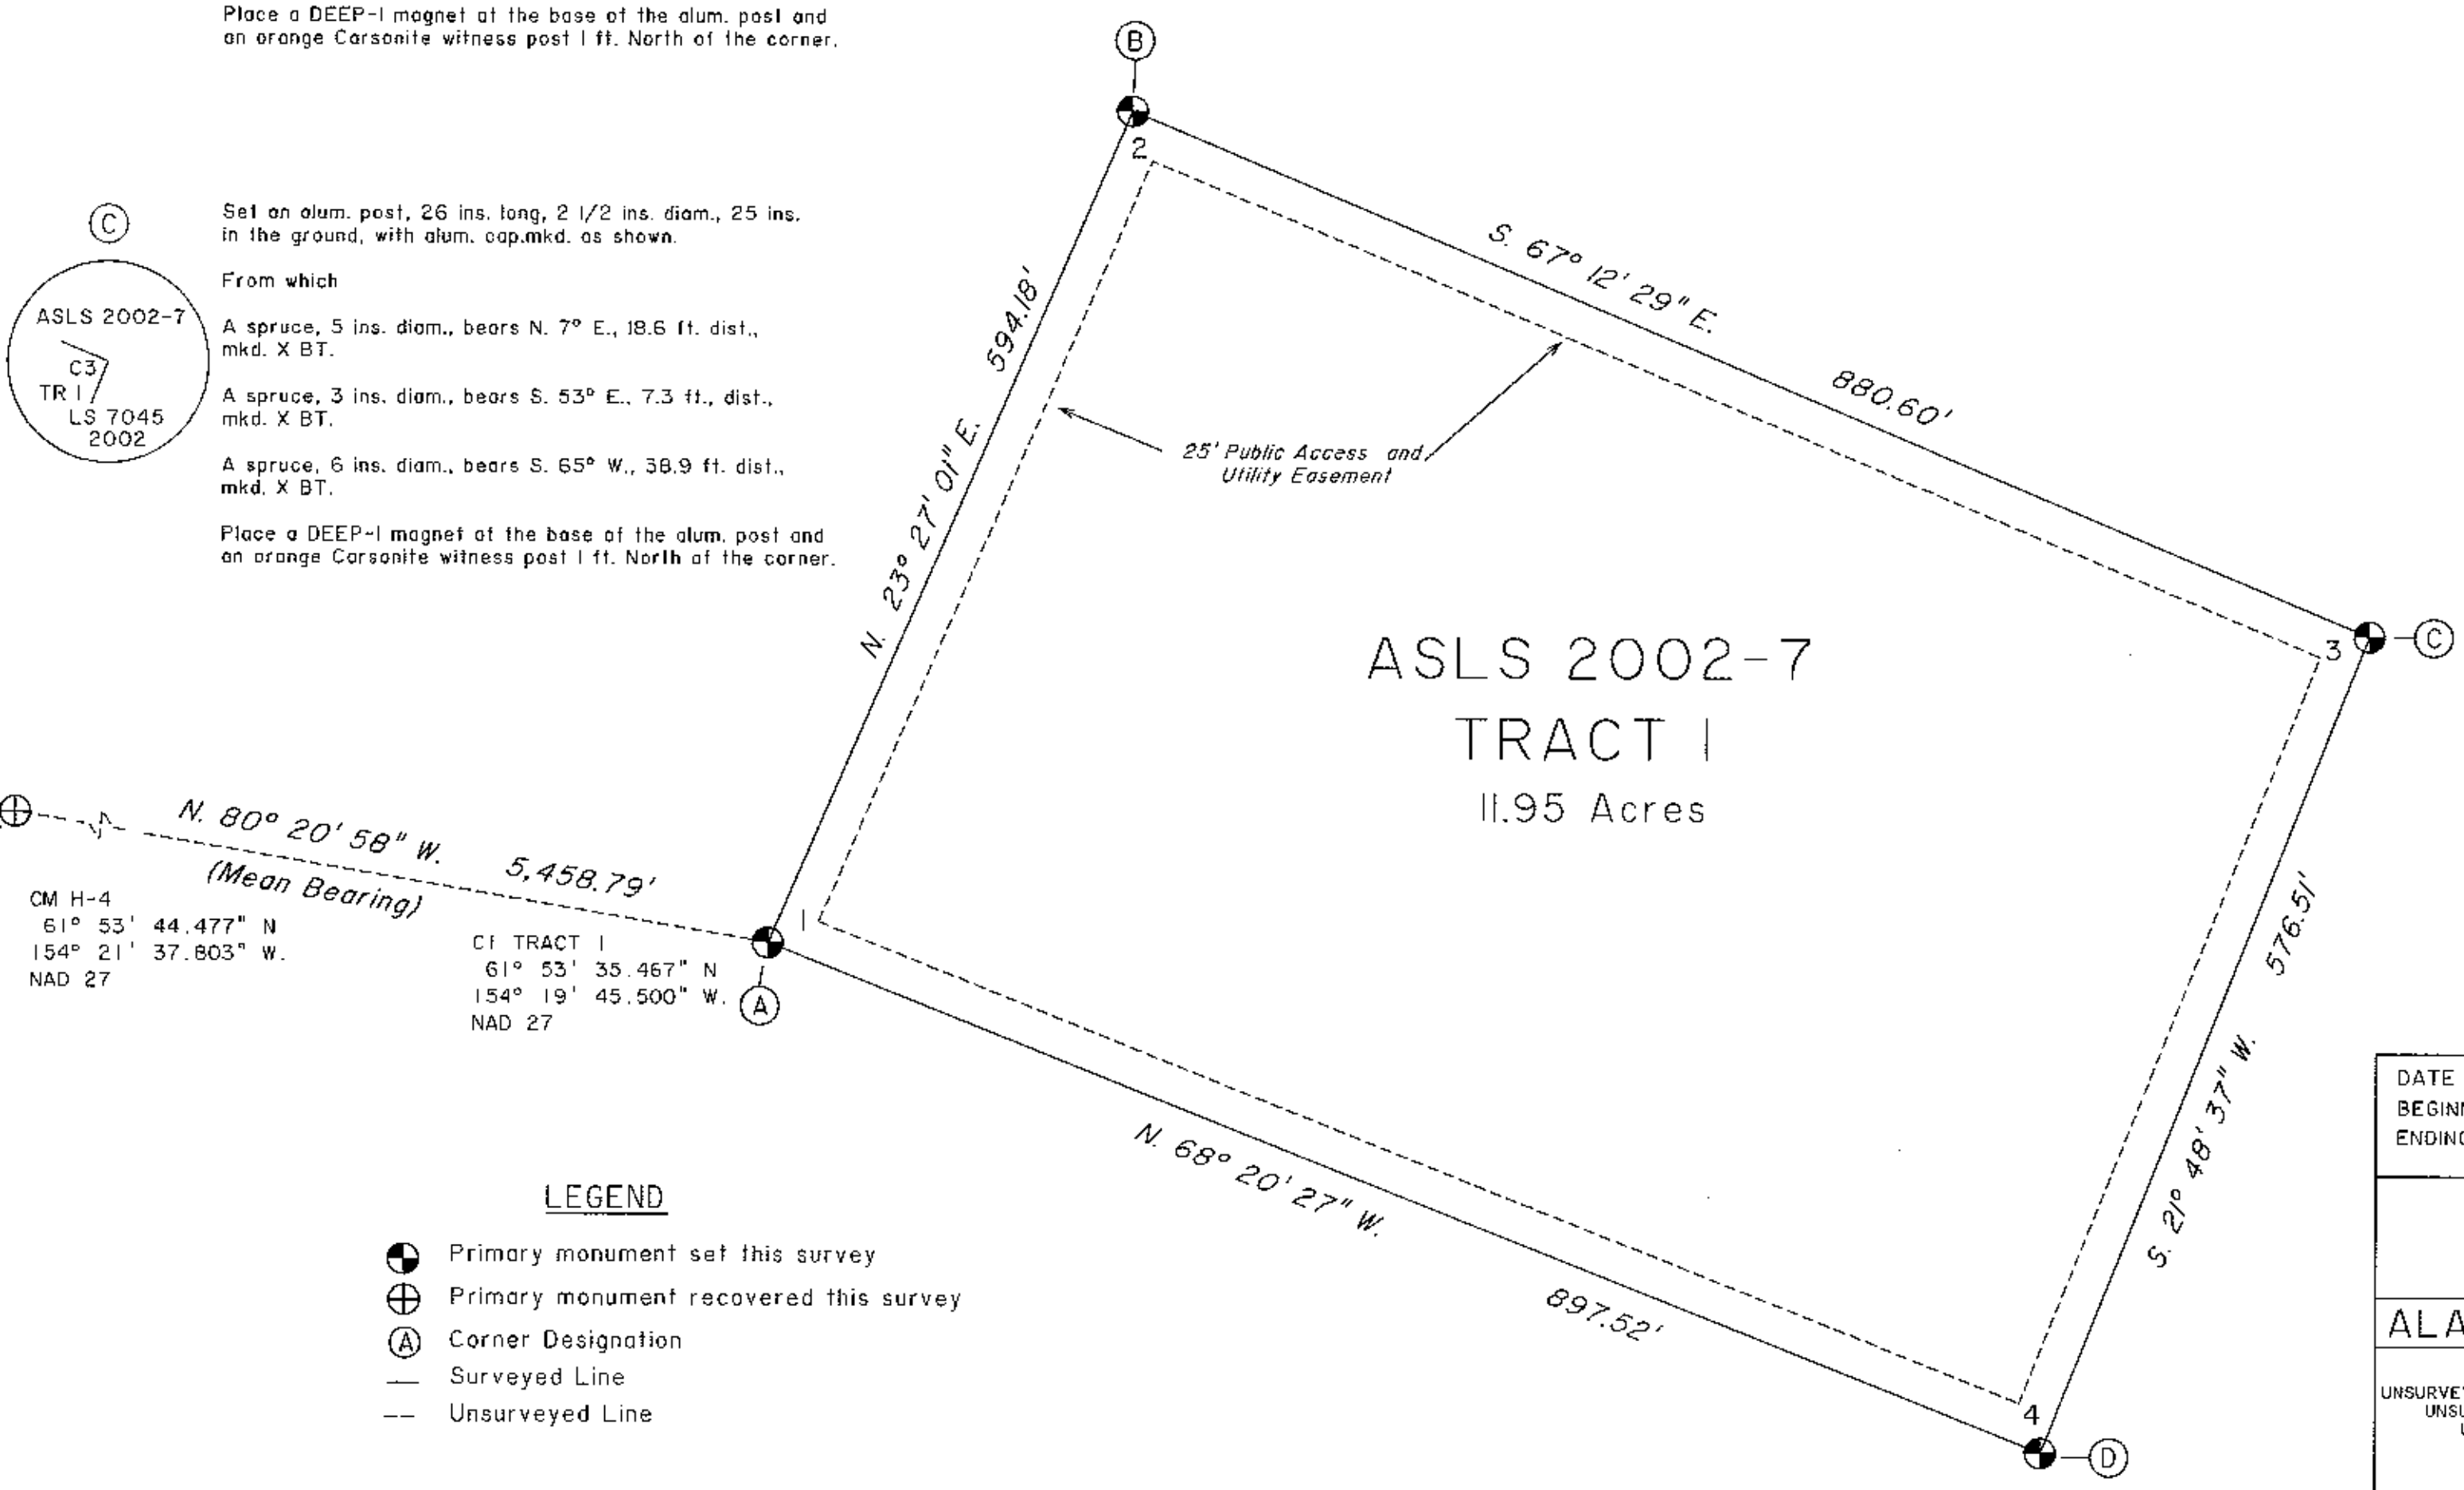 Place a DEEP-1 magnet at the base of the alum. post and
an orange Carsonite witness post 1 ft. North of the corner.
B
2
C
Set an alum. post, 26 ins. long, 2 1/2 ins. diam., 25 ins.
in the ground, with alum. cap.mkd. as shown.
From which
ASLS 2002-7
C3
TR 1
LS 7045
2002
A spruce, 5 ins. diam., bears N. 7° E., 18.6 ft. dist.,
mkd. X BT.
A spruce, 3 ins. diam., bears S. 53° E., 7.3 ft., dist.,
mkd. X BT.
A spruce, 6 ins. diam., bears S. 65° W., 38.9 ft. dist.,
mkd. X BT.
Place a DEEP-1 magnet at the base of the alum. post and
an orange Carsonite witness post 1 ft. North of the corner.
N. 23° 27' 01" E. 594.18'
S. 67° 12' 29" E. 880.60'
25' Public Access and
Utility Easement
3
C
ASLS 2002-7
TRACT 1
11.95 Acres
N. 80° 20' 58" W. 5,458.79'
(Mean Bearing)
CM H-4
61° 53' 44.477" N
154° 21' 37.803" W.
NAD 27
1
C1 TRACT 1
61° 53' 35.467" N
154° 19' 45.500" W.
NAD 27
A
S. 21° 48' 37" W. 576.51'
N. 68° 20' 27" W. 897.52'
4
D
LEGEND
Primary monument set this survey
Primary monument recovered this survey
A Corner Designation
Surveyed Line
Unsurveyed Line
DATE
ENDING
ALA